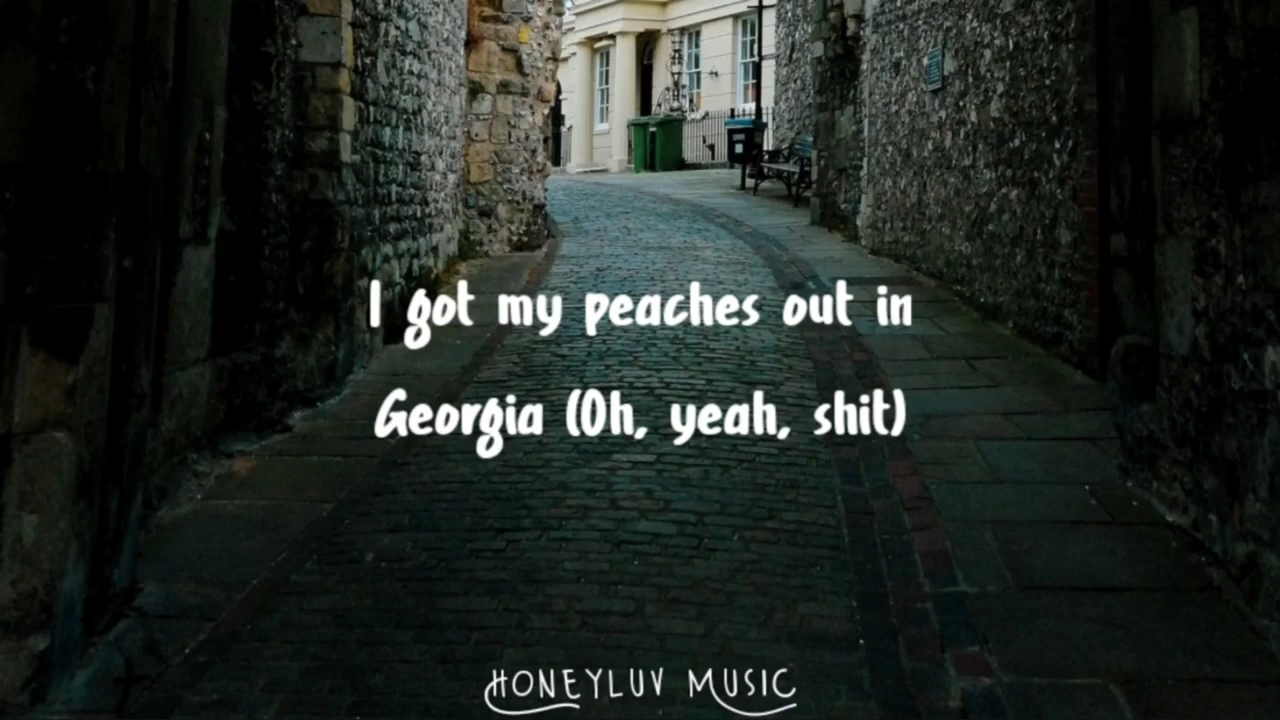 I got my peaches out in
Georgia (Oh, yeah, shit)
HONEYLUV MUSIC